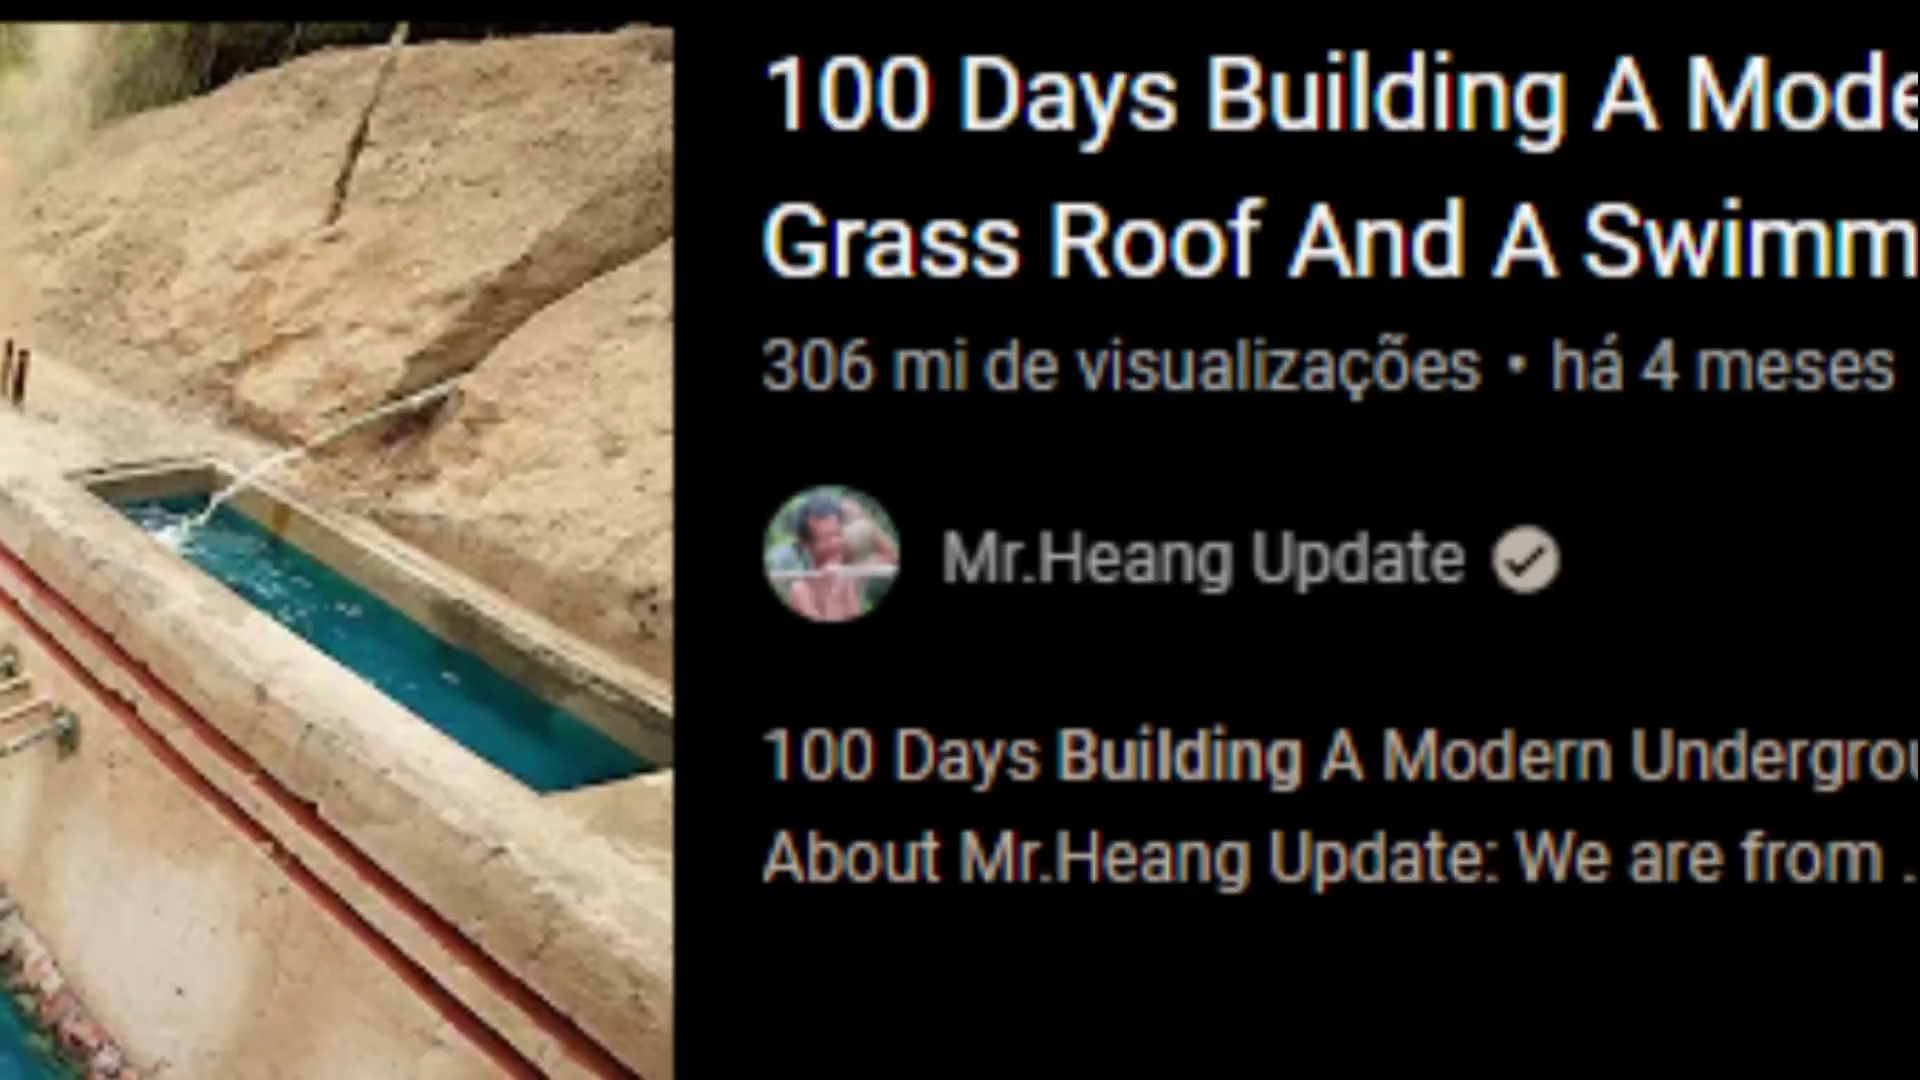 100 Days Building A Mode
Grass Roof And A Swimm
306 mi de visualizações • há 4 meses
Mr.Heang Update
100 Days Building A Modern Undergrou
About Mr.Heang Update: We are from .